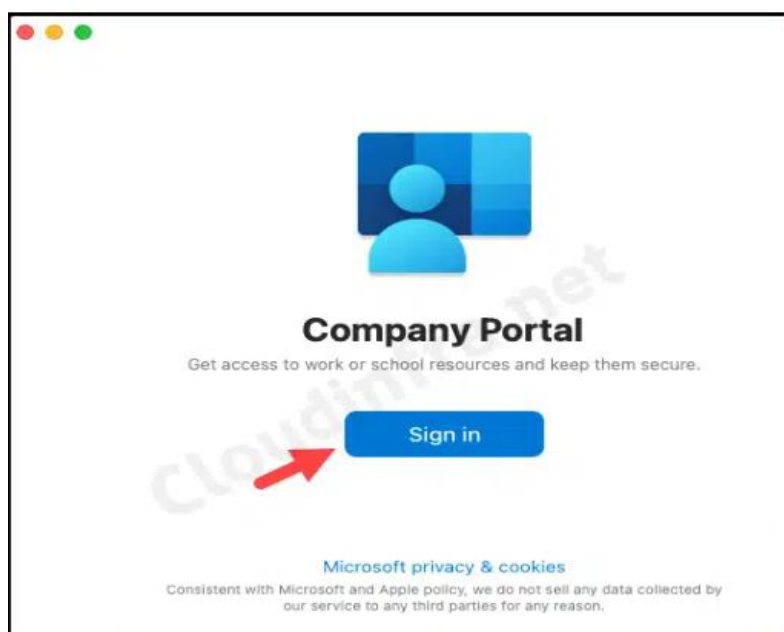 Company Portal
Get access to work or school resources and keep them secure.
Sign in
Cloudinfra.net
Microsoft privacy & cookies
Consistent with Microsoft and Apple policy, we do not sell any data collected by
our service to any third parties for any reason.